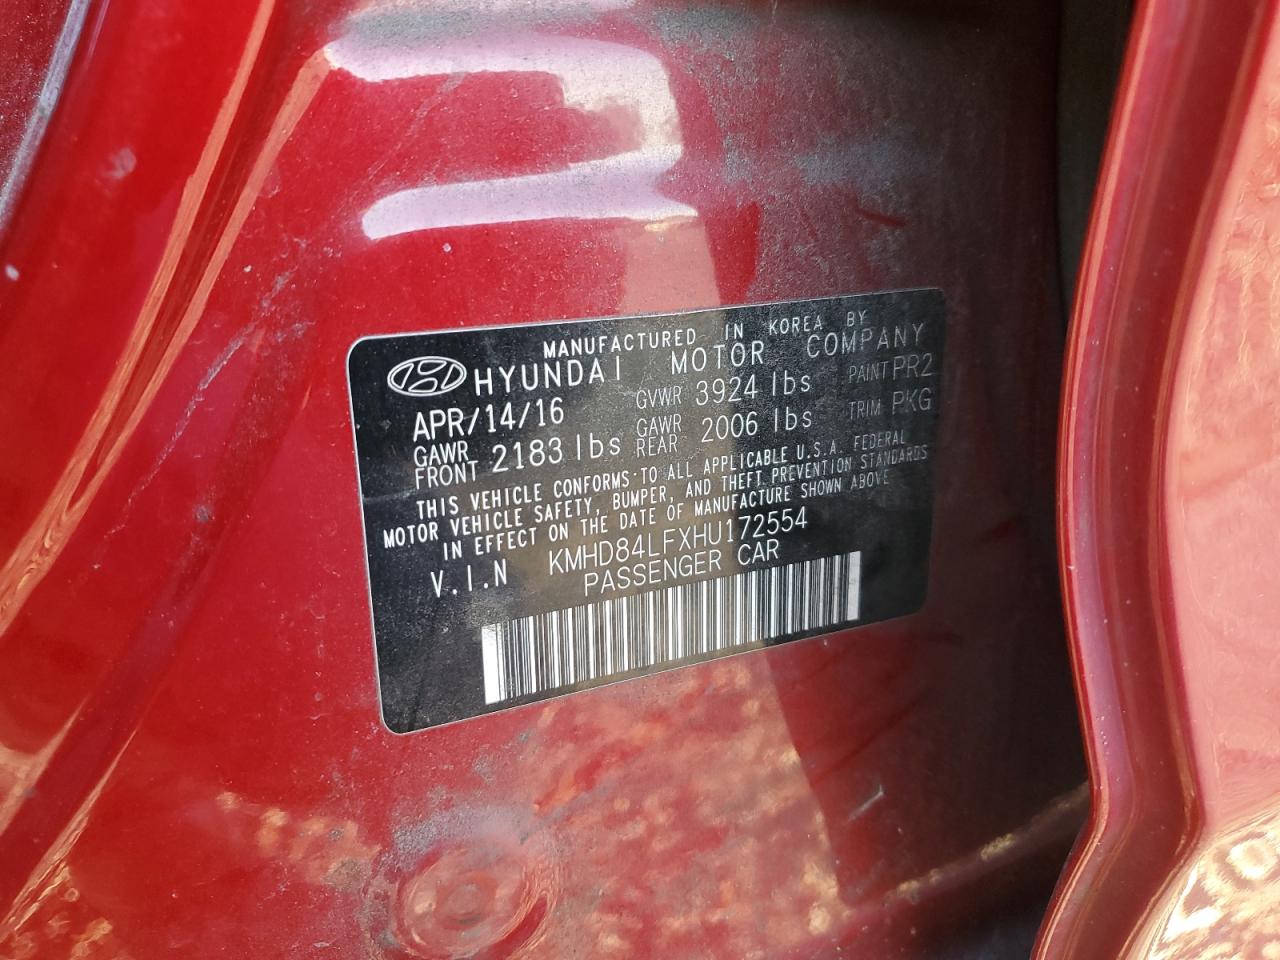 MANUFACTURED IN KOREA BY
HYUNDAI MOTOR COMPANY
APR/14/16 GVWR 3924 lbs PAINT PR2
GAWR FRONT 2183 lbs GAWR REAR 2006 lbs TRIM PKG
THIS VEHICLE CONFORMS TO ALL APPLICABLE U.S.A. FEDERAL
MOTOR VEHICLE SAFETY, BUMPER, AND THEFT PREVENTION STANDARDS
IN EFFECT ON THE DATE OF MANUFACTURE SHOWN ABOVE
V.I.N KMHD84LFXHU172554
PASSENGER CAR